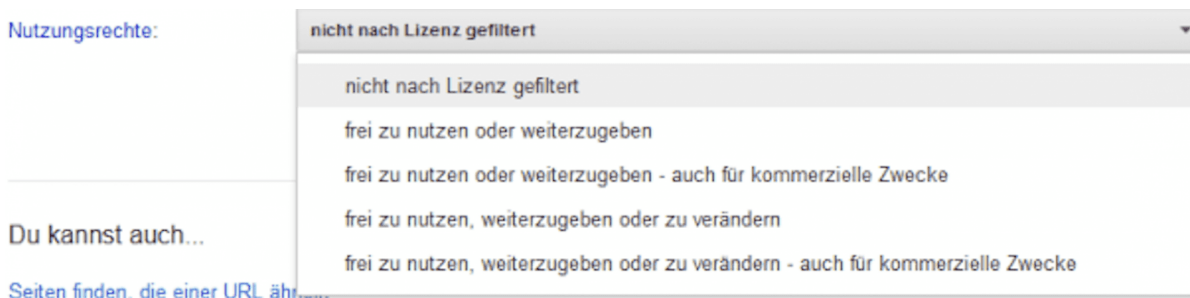 Nutzungsrechte: nicht nach Lizenz gefiltert
nicht nach Lizenz gefiltert
frei zu nutzen oder weiterzugeben
frei zu nutzen oder weiterzugeben - auch für kommerzielle Zwecke
frei zu nutzen, weiterzugeben oder zu verändern
frei zu nutzen, weiterzugeben oder zu verändern - auch für kommerzielle Zwecke
Du kannst auch...
Seiten finden, die einer URL